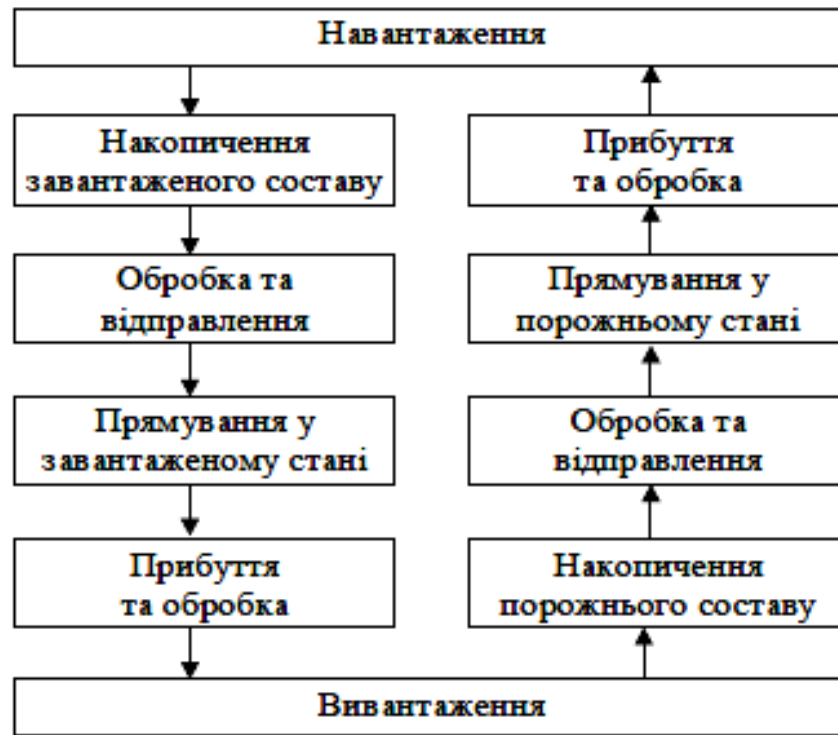 Навантаження
Накопичення
завантаженого составу
Обробка та
відправлення
Прямування у
завантаженому стані
Прибуття
та обробка
Прибуття
та обробка
Прямування у
порожньому стані
Обробка та
відправлення
Накопичення
порожнього составу
Вивантаження